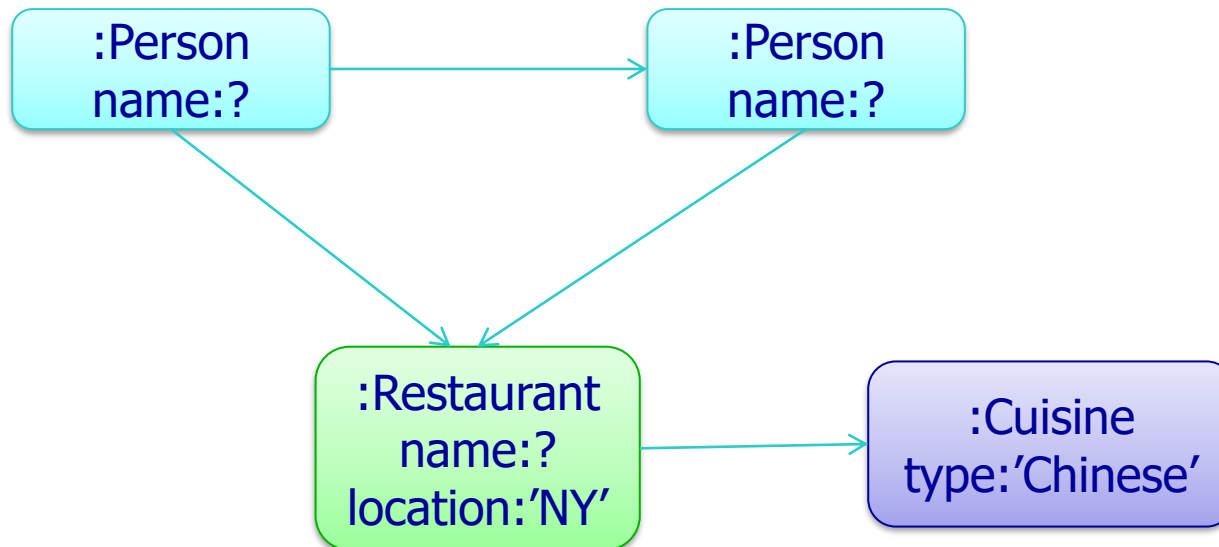 :Person
name:?
:Person
name:?
:Restaurant
name:?
location:’NY’
:Cuisine
type:’Chinese’